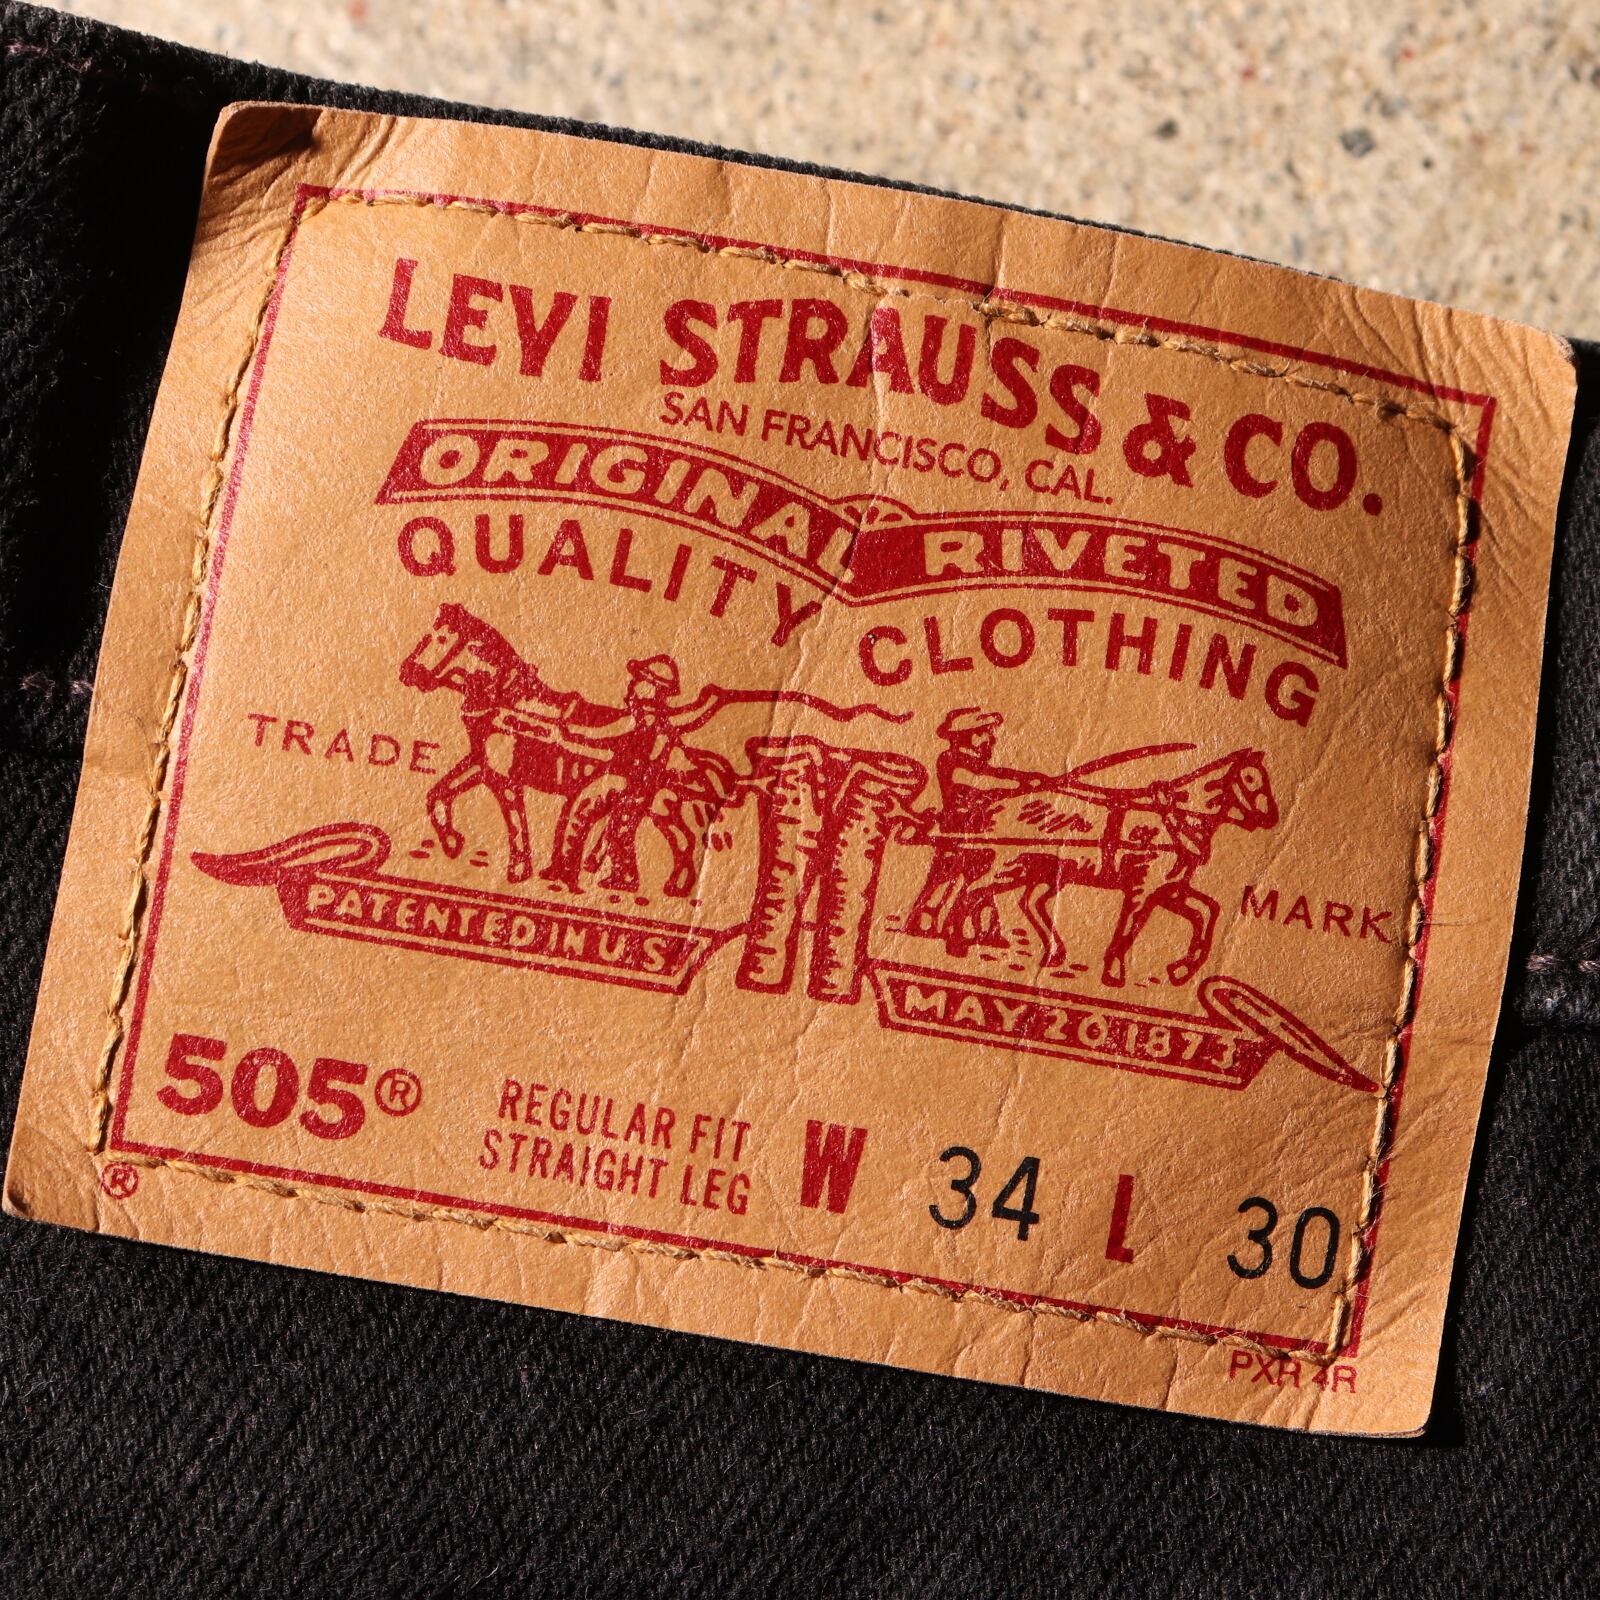 LEVI STRAUSS & CO.
SAN FRANCISCO, CAL.
ORIGINAL RIVETED
QUALITY CLOTHING
TRADE MARK
PATENTED IN U.S.
MAY 20 1873
505® REGULAR FIT
STRAIGHT LEG
W 34 L 30
®
PXR 4R